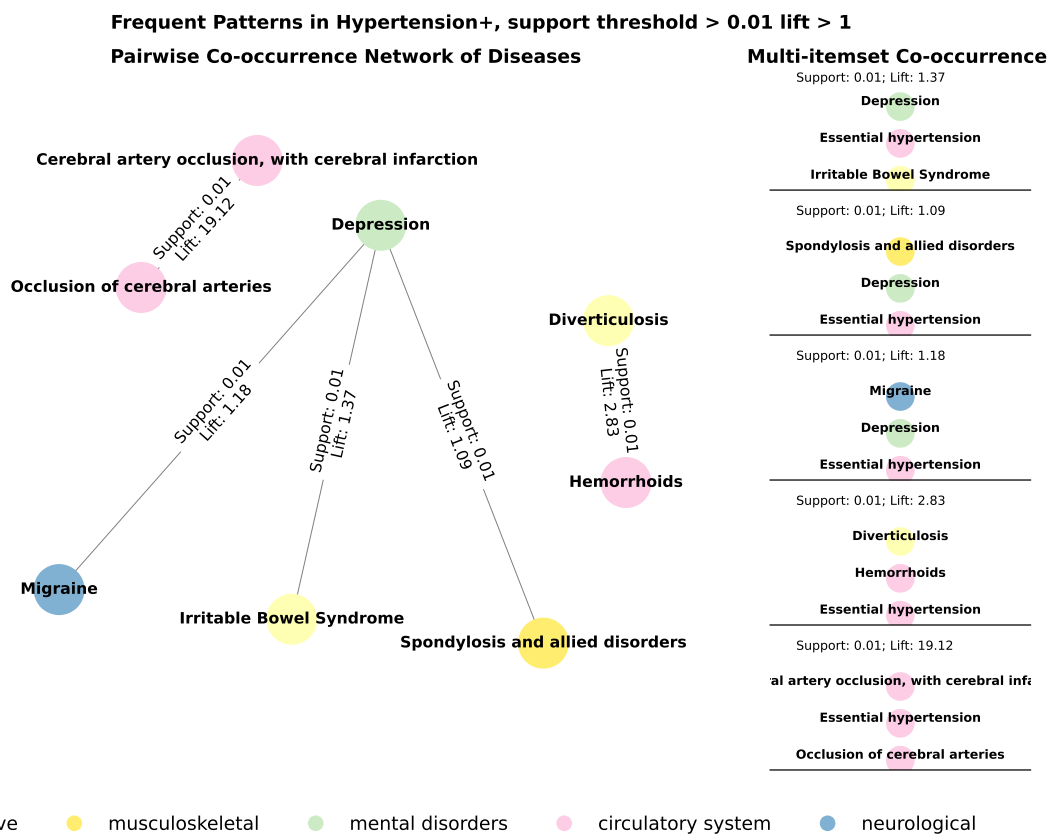 Frequent Patterns in Hypertension+, support threshold > 0.01 lift > 1
Pairwise Co-occurrence Network of Diseases
Cerebral artery occlusion, with cerebral infarction
Support: 0.01
Lift: 19.12
Depression
Occlusion of cerebral arteries
Diverticulosis
Support: 0.01
Lift: 1.18
Support: 0.01
Lift: 1.37
Support: 0.01
Lift: 1.09
Support: 0.01
Lift: 2.83
Hemorrhoids
Migraine
Irritable Bowel Syndrome
Spondylosis and allied disorders
Multi-itemset Co-occurrence
Support: 0.01; Lift: 1.37
Depression
Essential hypertension
Irritable Bowel Syndrome
Support: 0.01; Lift: 1.09
Spondylosis and allied disorders
Depression
Essential hypertension
Support: 0.01; Lift: 1.18
Migraine
Depression
Essential hypertension
Support: 0.01; Lift: 2.83
Diverticulosis
Hemorrhoids
Essential hypertension
Support: 0.01; Lift: 19.12
al artery occlusion, with cerebral infa
Essential hypertension
Occlusion of cerebral arteries
ve musculoskeletal mental disorders circulatory system neurological